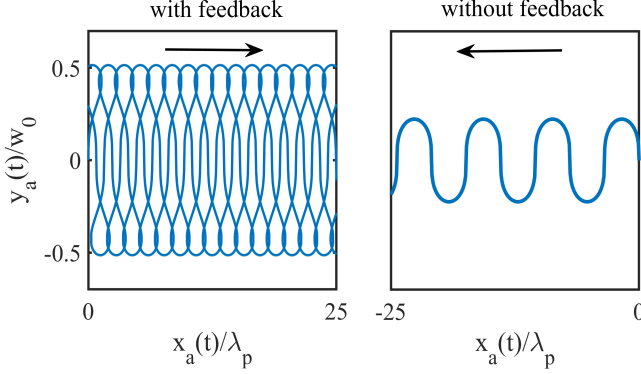 with feedback
without feedback
0.5
0
-0.5
y_a(t)/w_0
0
25
-25
0
x_a(t)/λ_p
x_a(t)/λ_p